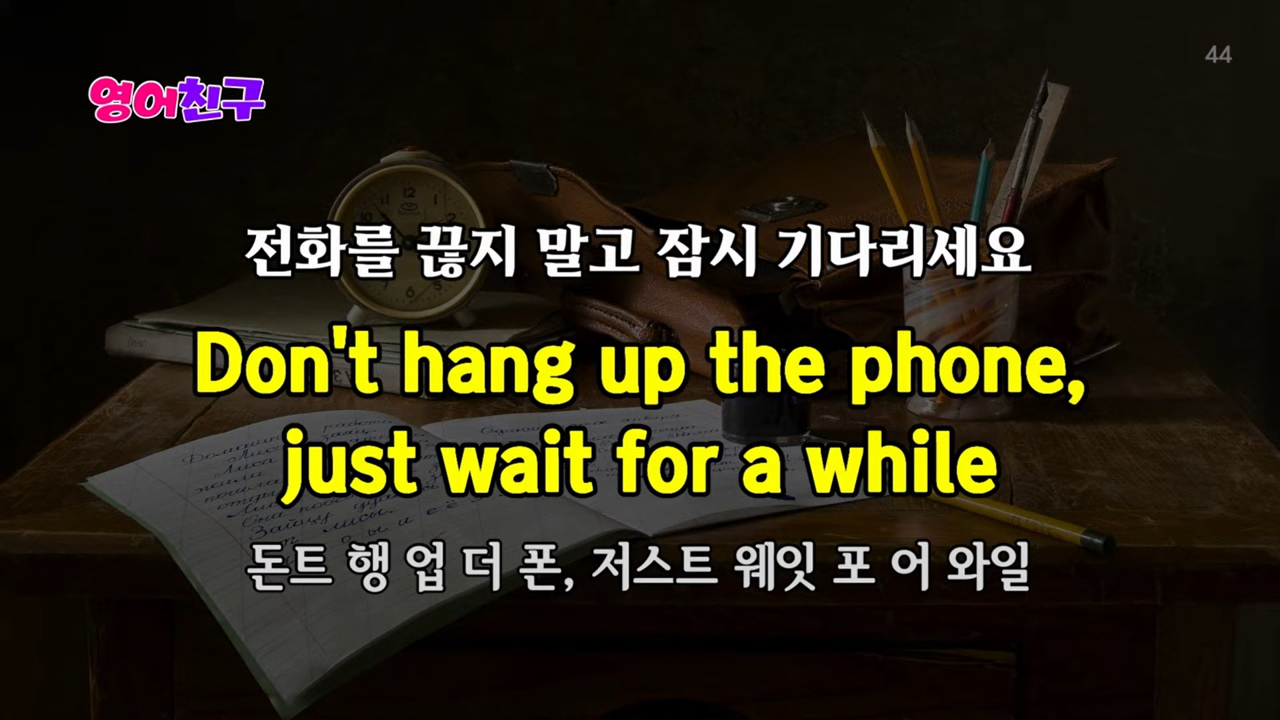 44
영어친구
전화를 끊지 말고 잠시 기다리세요
Don't hang up the phone,
just wait for a while
돈트 행 업 더 폰, 저스트 웨잇 포 어 와일